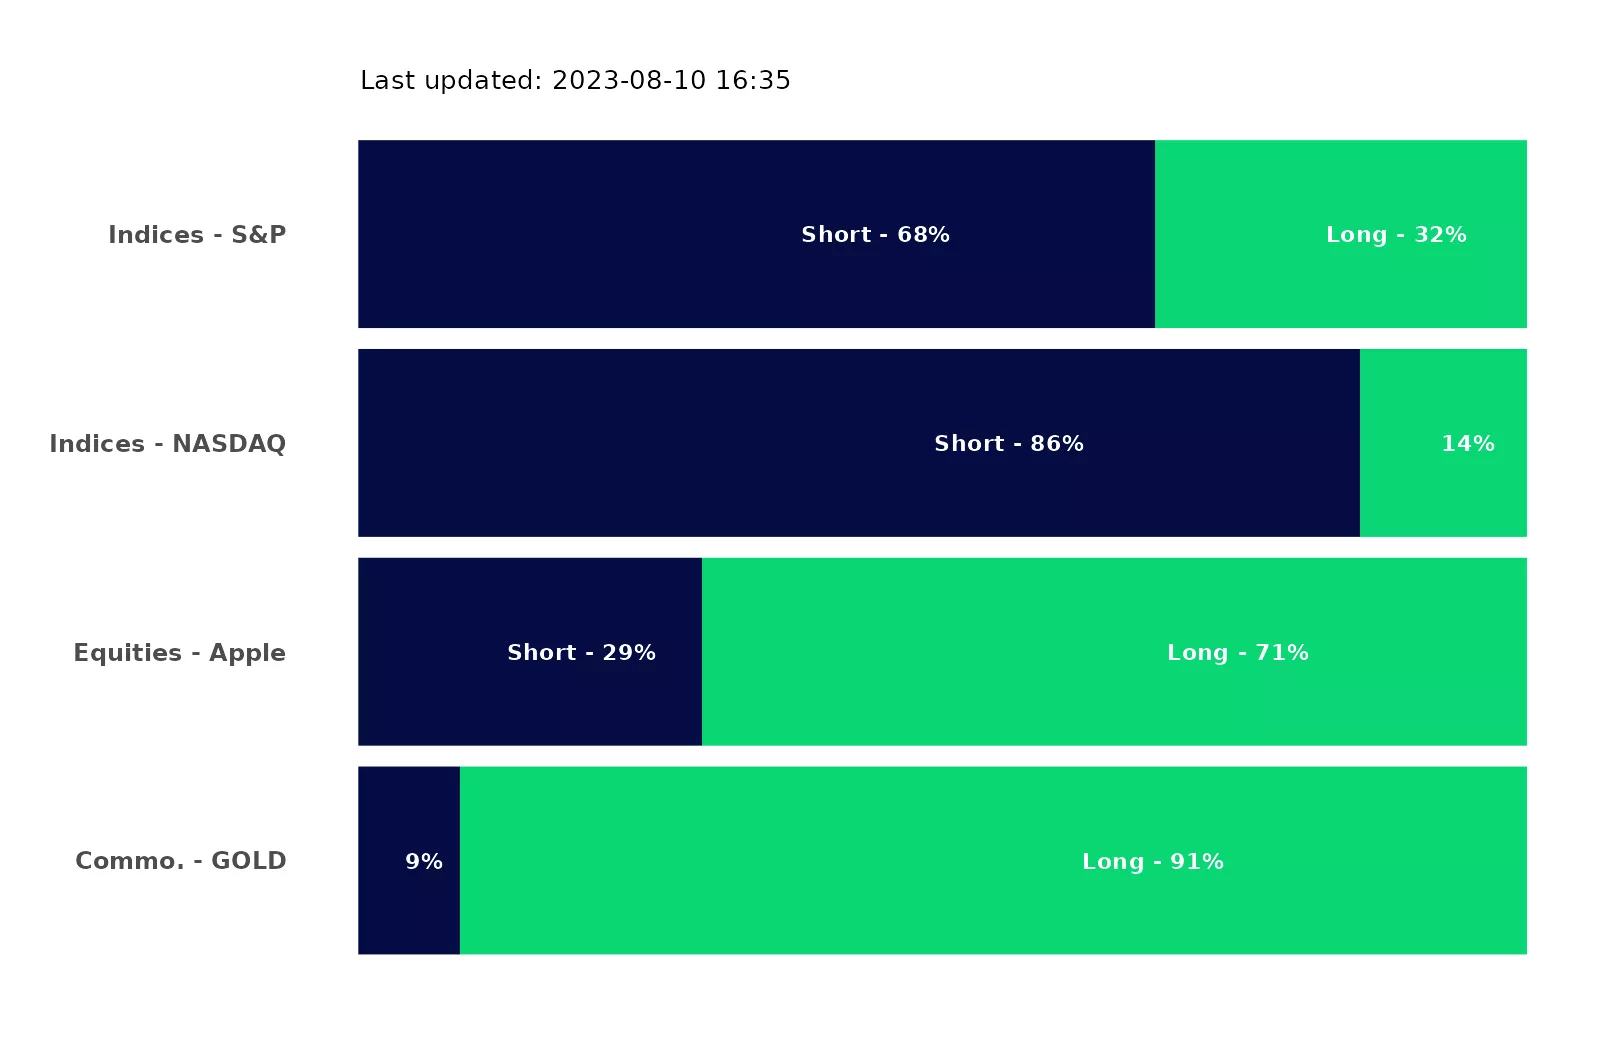 Last updated: 2023-08-10 16:35
Indices - S&P
Short - 68%
Long - 32%
Indices - NASDAQ
Short - 86%
14%
Equities - Apple
Short - 29%
Long - 71%
Commo. - GOLD
9%
Long - 91%